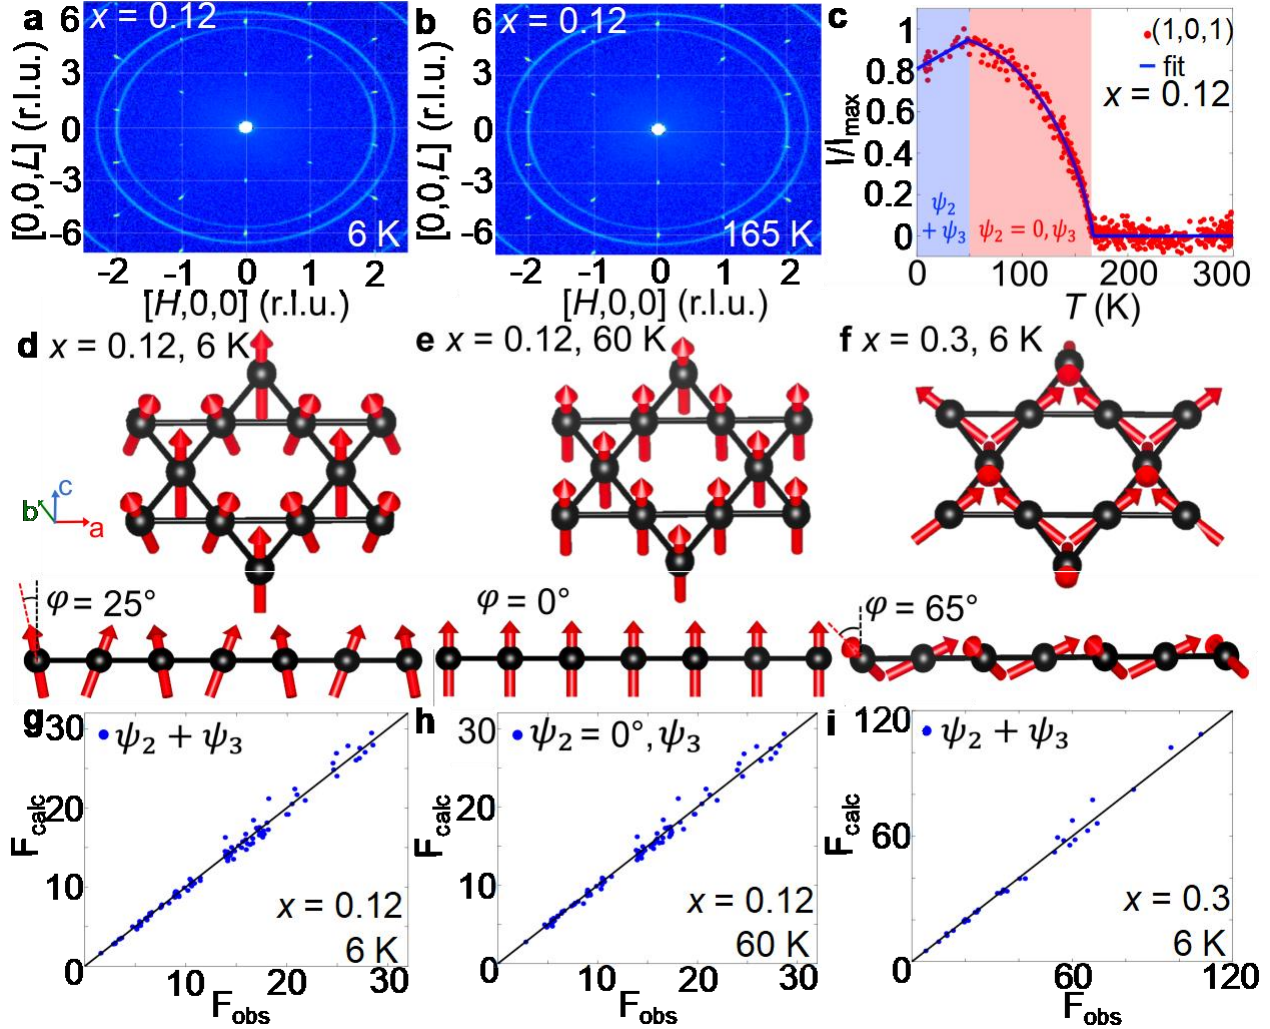 a
x = 0.12
[0,0,L] (r.l.u.)
6
3
0
−3
−6
6 K
−2 −1 0 1 2
[H,0,0] (r.l.u.)
b
x = 0.12
[0,0,L] (r.l.u.)
6
3
0
−3
−6
165 K
−2 −1 0 1 2
[H,0,0] (r.l.u.)
c
I/Imax
1
0.8
0.6
0.4
0.2
0
(1,0,1)
fit
x = 0.12
ψ2
+ ψ3
ψ2 = 0, ψ3
0 100 200 300
T (K)
d x = 0.12, 6 K
c
b
a
φ = 25°
e x = 0.12, 60 K
φ = 0°
f x = 0.3, 6 K
φ = 65°
g
30
20
10
0
Fcalc
ψ2 + ψ3
x = 0.12
6 K
10 20 30
Fobs
h
30
20
10
0
Fcalc
ψ2 = 0°, ψ3
x = 0.12
60 K
10 20 30
Fobs
i
120
60
0
Fcalc
ψ2 + ψ3
x = 0.3
6 K
60 120
Fobs